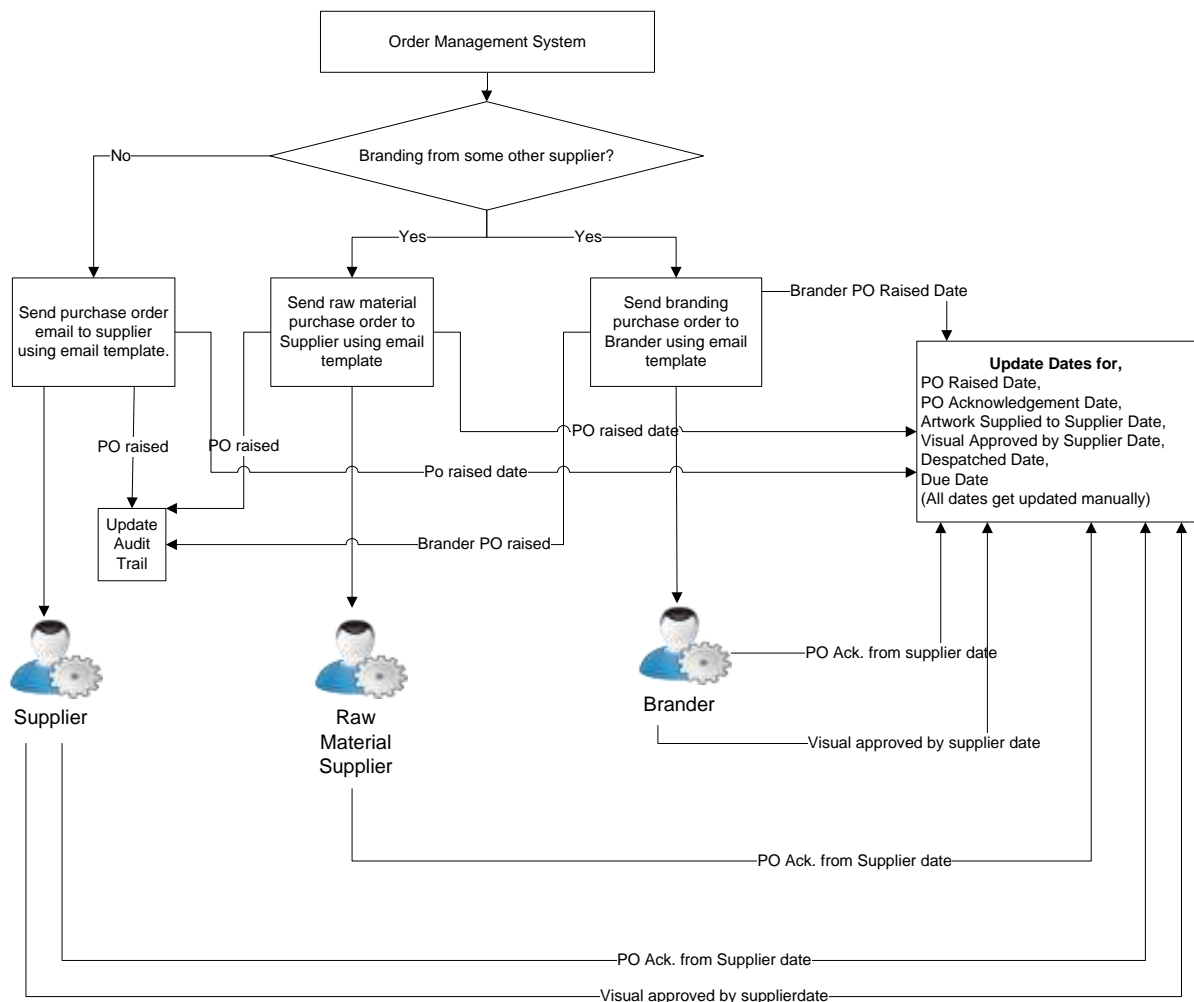 Order Management System
Branding from some other supplier?
No
Yes
Yes
Send purchase order
email to supplier
using email template.
Send raw material
purchase order to
Supplier using email
template
Send branding
purchase order to
Brander using email
template
Brander PO Raised Date
Update Dates for,
PO Raised Date,
PO Acknowledgement Date,
Artwork Supplied to Supplier Date,
Visual Approved by Supplier Date,
Despatched Date,
Due Date
(All dates get updated manually)
PO raised
PO raised
PO raised date
Po raised date
Update
Audit
Trail
Brander PO raised
PO Ack. from supplier date
Supplier
Raw
Material
Supplier
Brander
Visual approved by supplier date
PO Ack. from Supplier date
PO Ack. from Supplier date
Visual approved by supplierdate